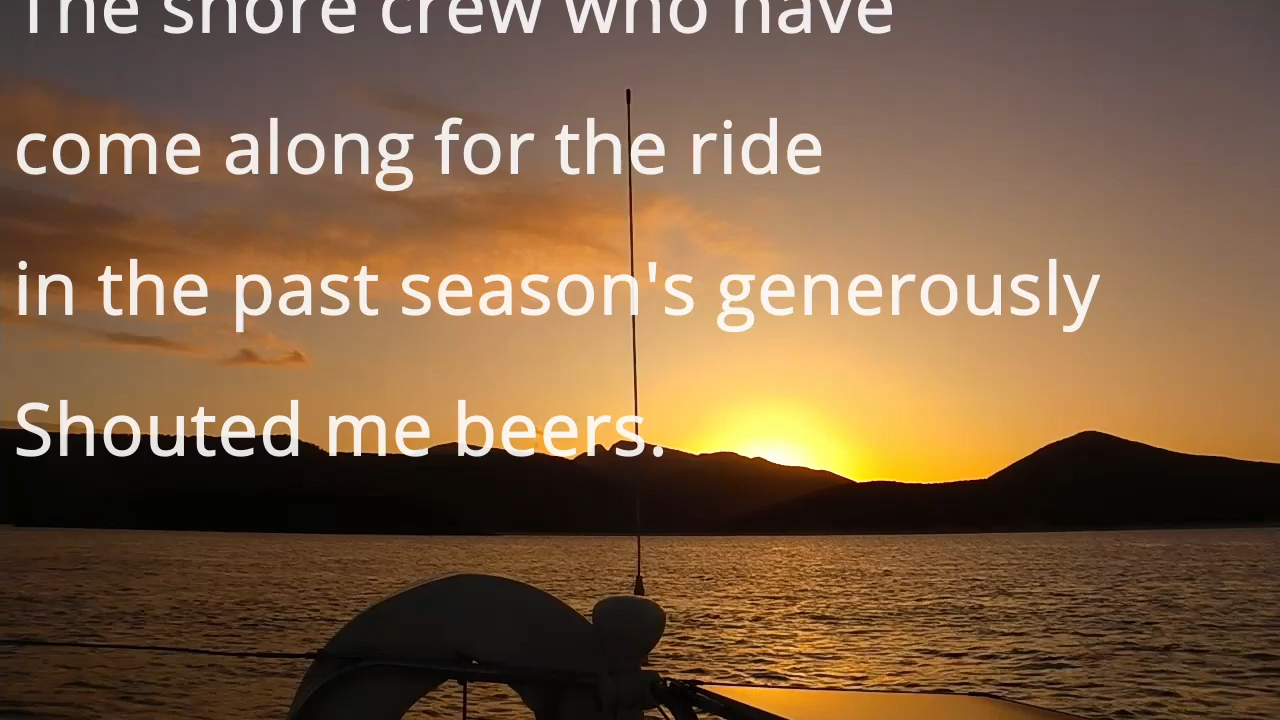 The shore crew who have
come along for the ride
in the past season's generously
Shouted me beers.